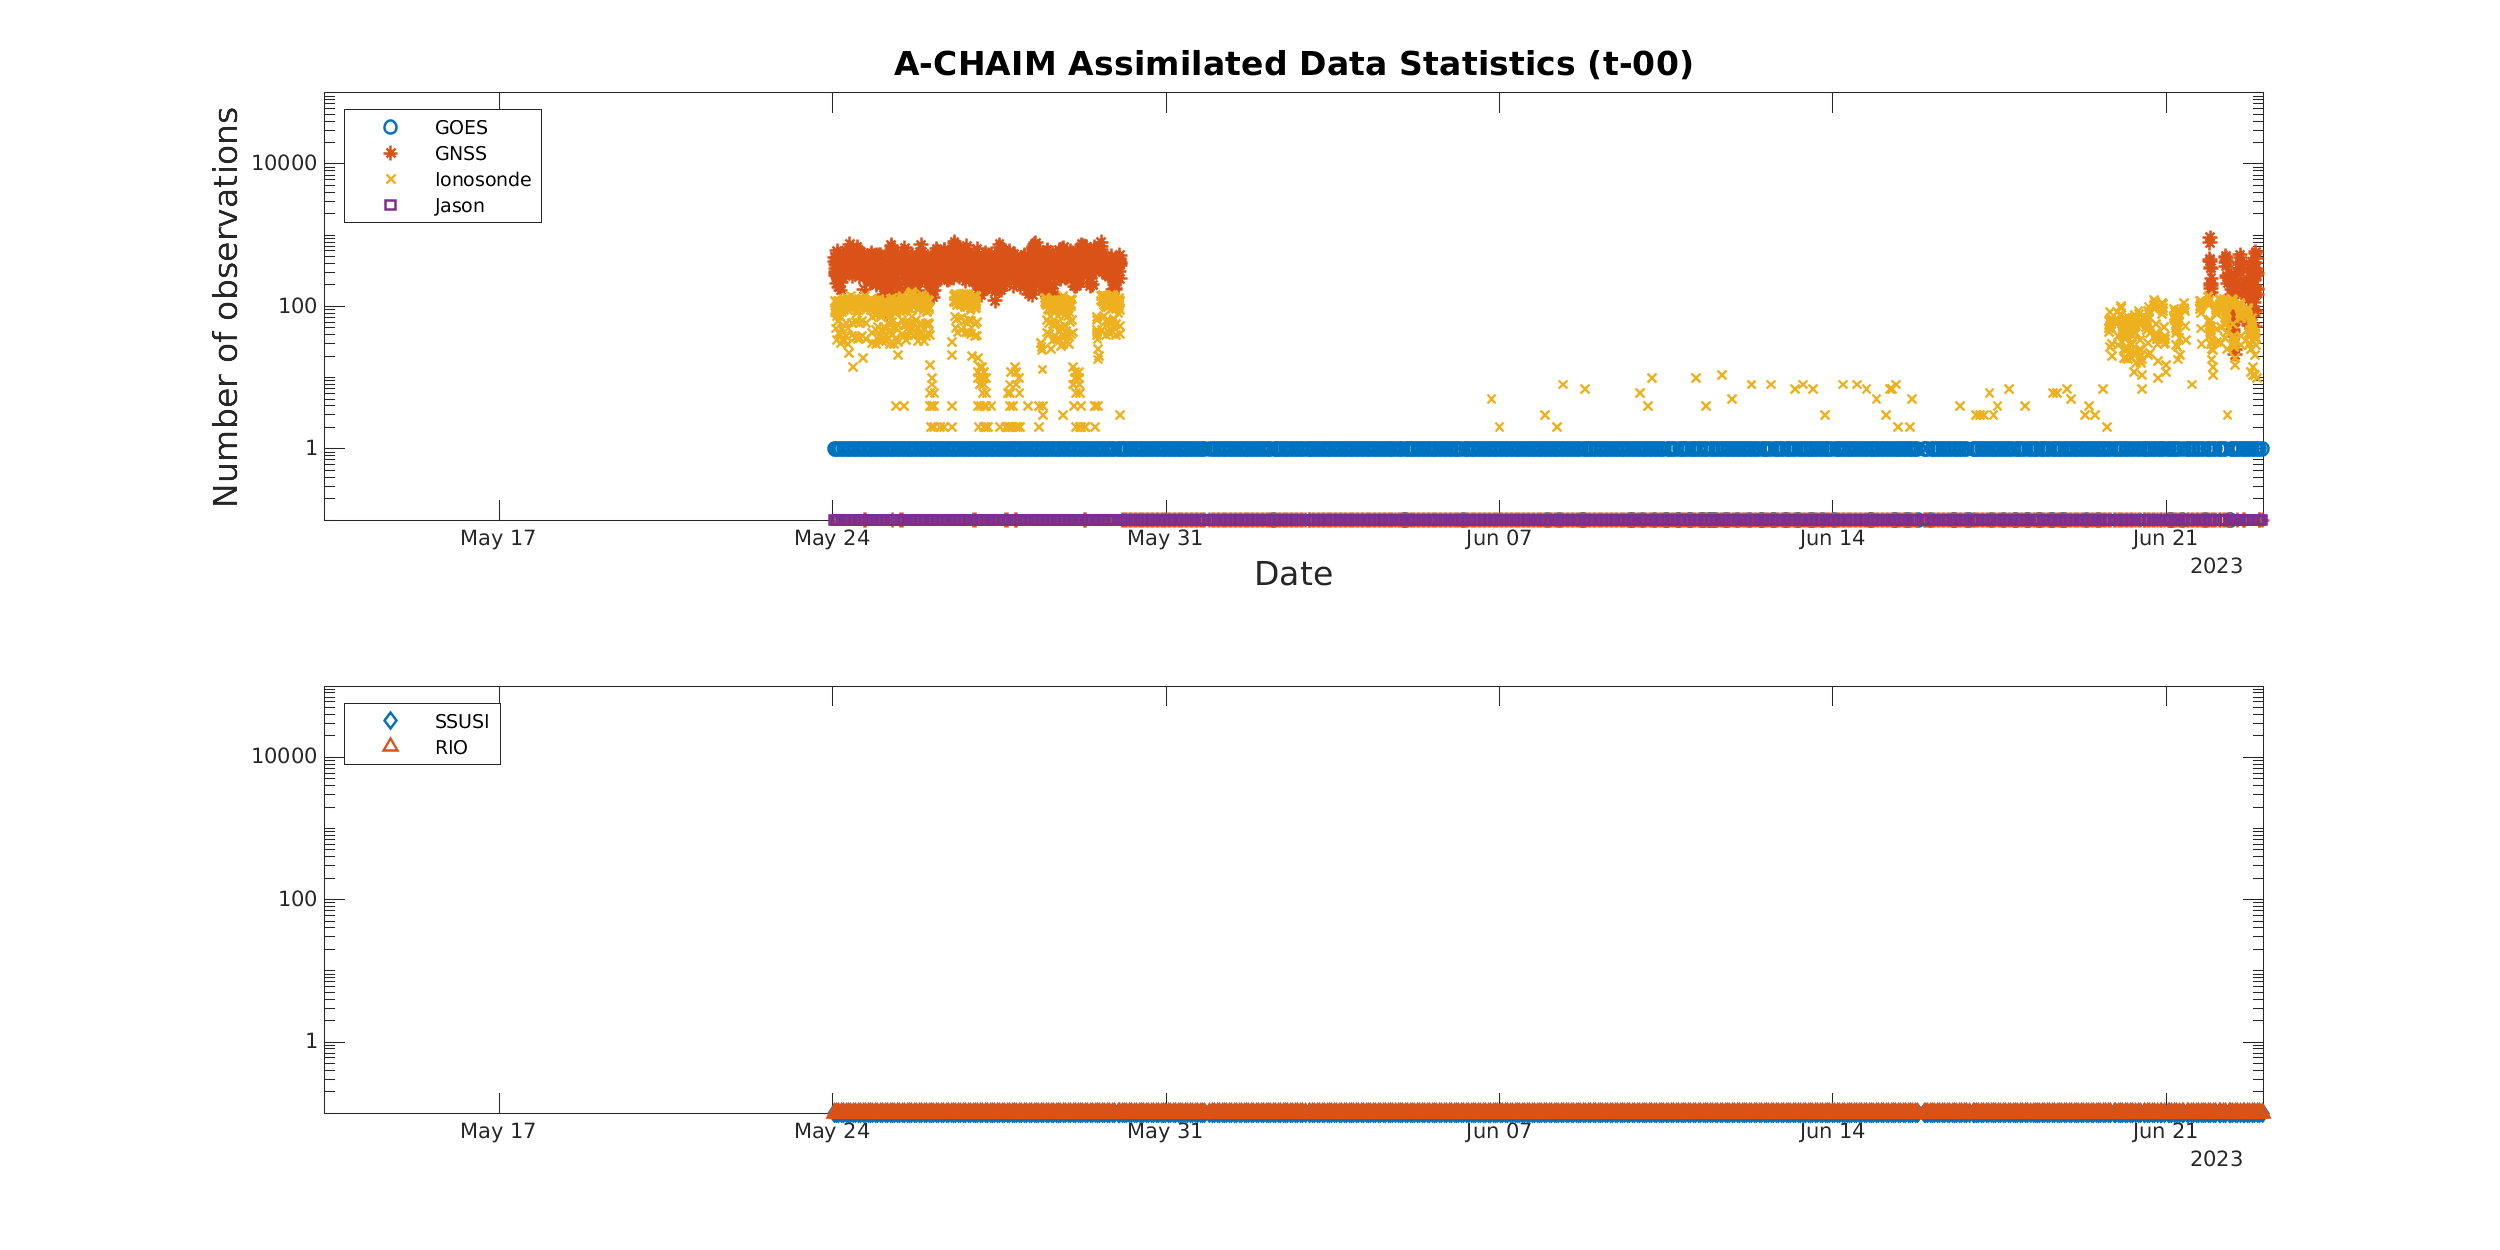 A-CHAIM Assimilated Data Statistics (t-00)
Number of observations
10000
100
1
GOES
GNSS
Ionosonde
Jason
May 17
May 24
May 31
Jun 07
Jun 14
Jun 21
2023
Date
10000
100
1
SSUSI
RIO
May 17
May 24
May 31
Jun 07
Jun 14
Jun 21
2023